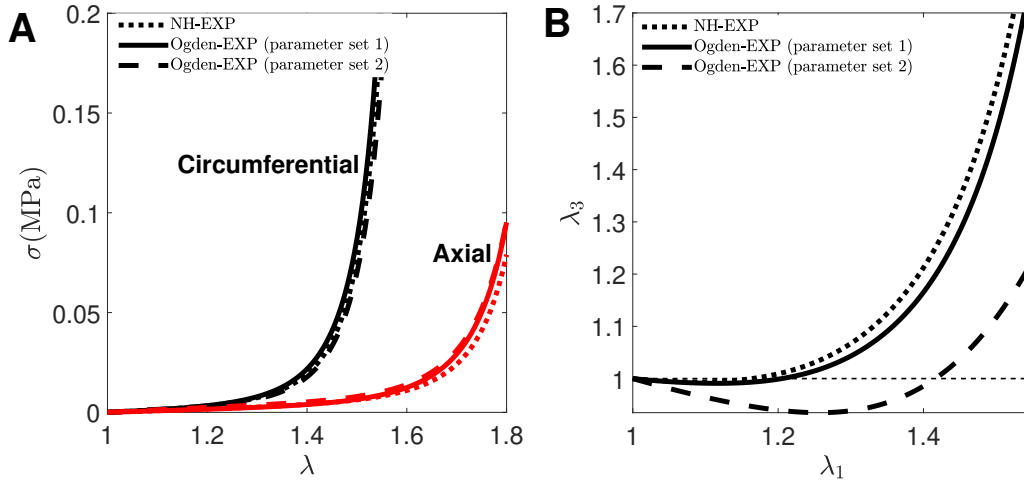 A
0.2
0.15
0.1
0.05
0
σ(MPa)
NH-EXP
Ogden-EXP (parameter set 1)
Ogden-EXP (parameter set 2)
Circumferential
Axial
1
1.2
1.4
1.6
1.8
λ
B
1.7
1.6
1.5
1.4
1.3
1.2
1.1
1
λ₃
NH-EXP
Ogden-EXP (parameter set 1)
Ogden-EXP (parameter set 2)
1
1.2
1.4
λ₁